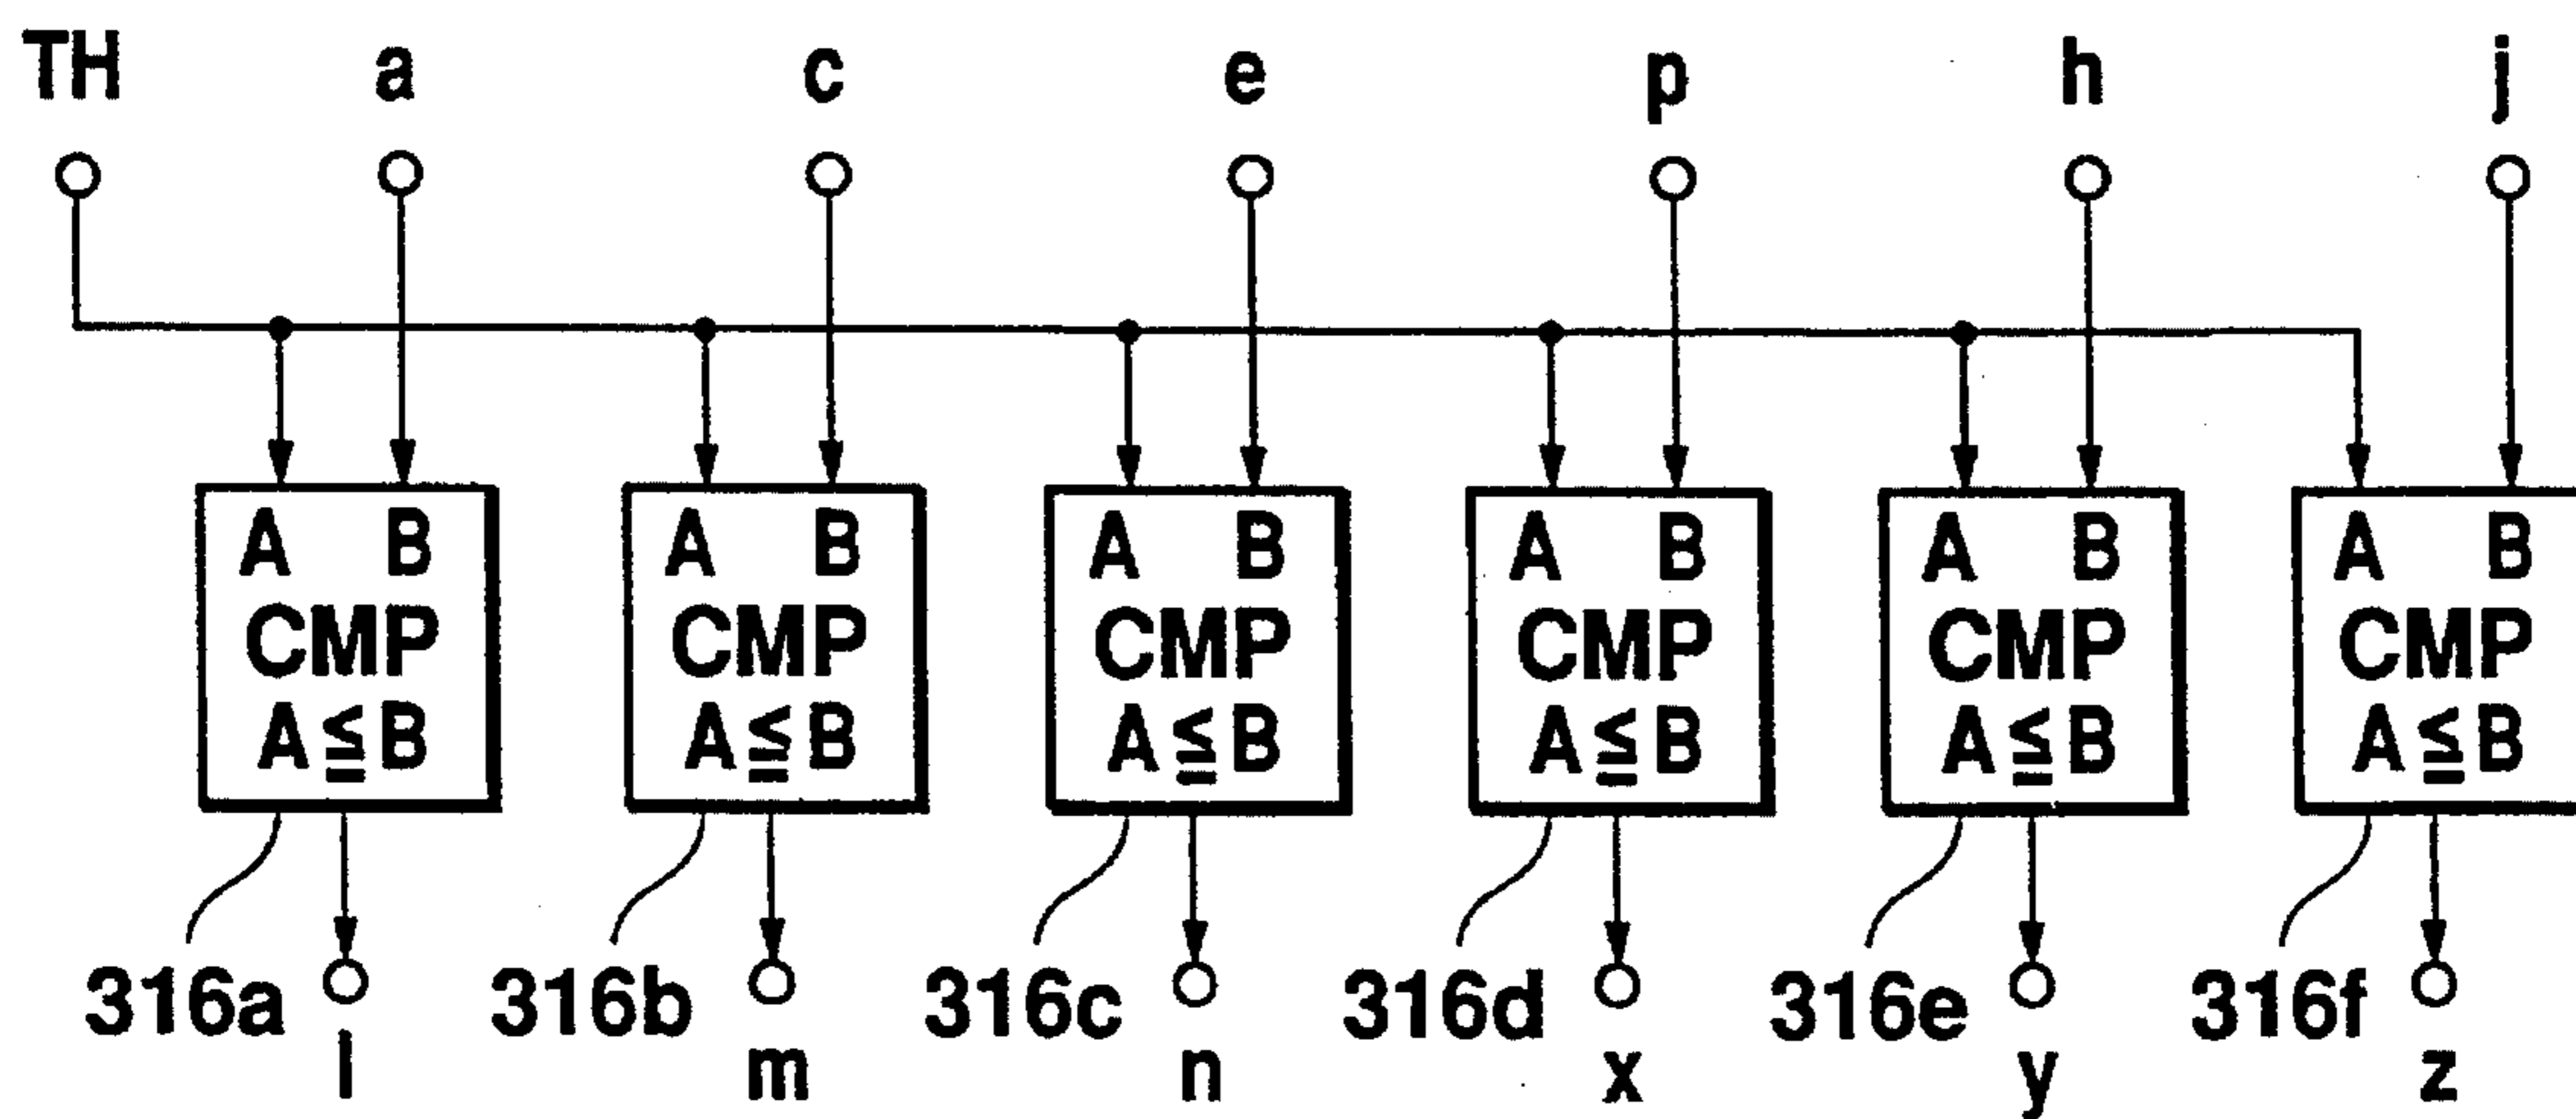 TH a c e p h j
A B A B A B A B A B A B
CMP CMP CMP CMP CMP CMP
A≦B A≦B A≦B A≦B A≦B A≦B
316a 316b 316c 316d 316e 316f
l m n x y z